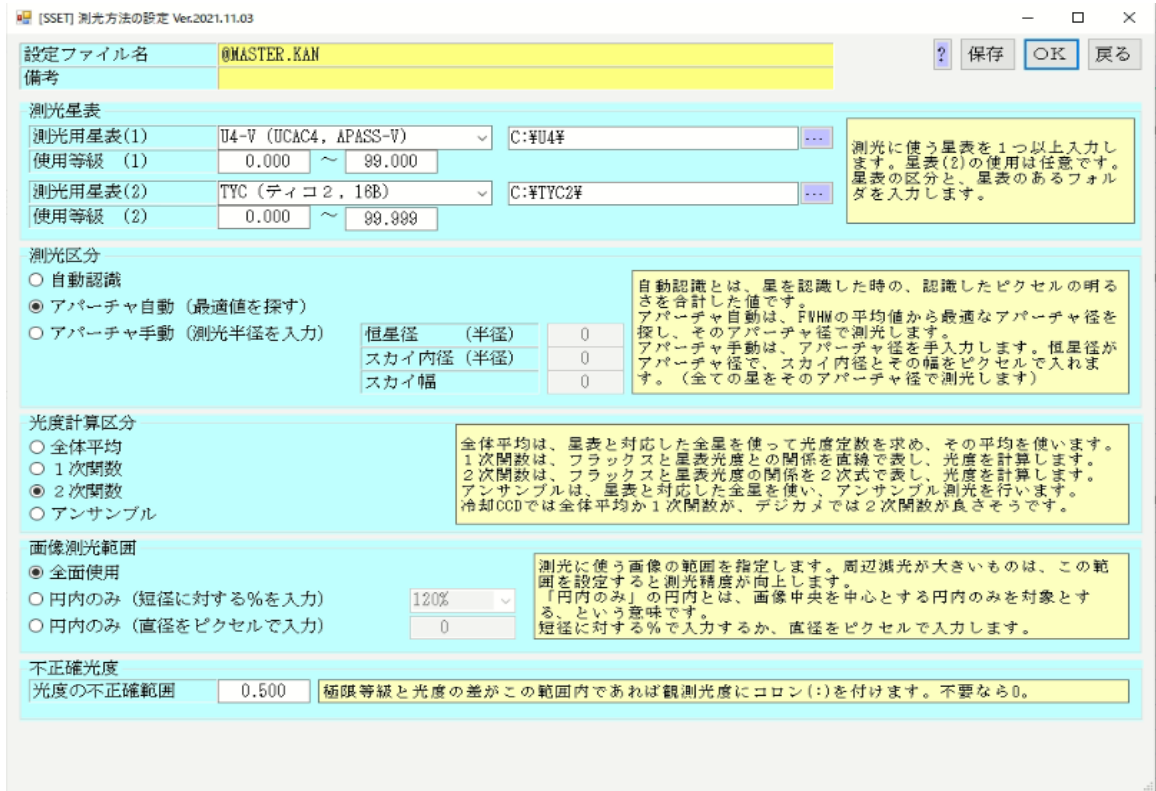 [SSET] 測光方法の設定 Ver.2021.11.03
設定ファイル名 @MASTER.KAN ? 保存 OK 戻る
備考
測光星表
測光用星表(1) U4-V (UCAC4, APASS-V) C:¥U4¥ ...
使用等級 (1) 0.000 ～ 99.000
測光用星表(2) TYC (ティコ2, 16B) C:¥TYC2¥ ...
使用等級 (2) 0.000 ～ 99.999
測光に使う星表を1つ以上入力し
ます。星表(2)の使用は任意です。
星表の区分と、星表のあるフォル
ダを入力します。
測光区分
自動認識
アパーチャ自動 (最適値を探す)
アパーチャ手動 (測光半径を入力) 恒星径 (半径) 0
スカイ内径 (半径) 0
スカイ幅 0
自動認識とは、星を認識した時の、認識したピクセルの明る
さを合計した値です。
アパーチャ自動は、FWHMの平均値から最適なアパーチャ径を
探し、そのアパーチャ径で測光します。
アパーチャ手動は、アパーチャ径を手入力します。恒星径が
アパーチャ径で、スカイ内径とその幅をピクセルで入れま
す。(全ての星をそのアパーチャ径で測光します)
光度計算区分
全体平均
1次関数
2次関数
アンサンブル
全体平均は、星表と対応した全星を使って光度定数を求め、その平均を使います。
1次関数は、フラックスと星表光度との関係を直線で表し、光度を計算します。
2次関数は、フラックスと星表光度の関係を2次式で表し、光度を計算します。
アンサンブルは、星表と対応した全星を使い、アンサンブル測光を行います。
冷却CCDでは全体平均か1次関数が、デジカメでは2次関数が良さそうです。
画像測光範囲
全面使用
円内のみ (短径に対する%を入力) 120%
円内のみ (直径をピクセルで入力) 0
測光に使う画像の範囲を指定します。周辺減光が大きいものは、この範
囲を設定すると測光精度が向上します。
「円内のみ」の円内とは、画像中央を中心とする円内のみを対象とす
る、という意味です。
短径に対する%で入力するか、直径をピクセルで入力します。
不正確光度
光度の不正確範囲 0.500 極限等級と光度の差がこの範囲内であれば観測光度にコロン(:)を付けます。不要なら0。